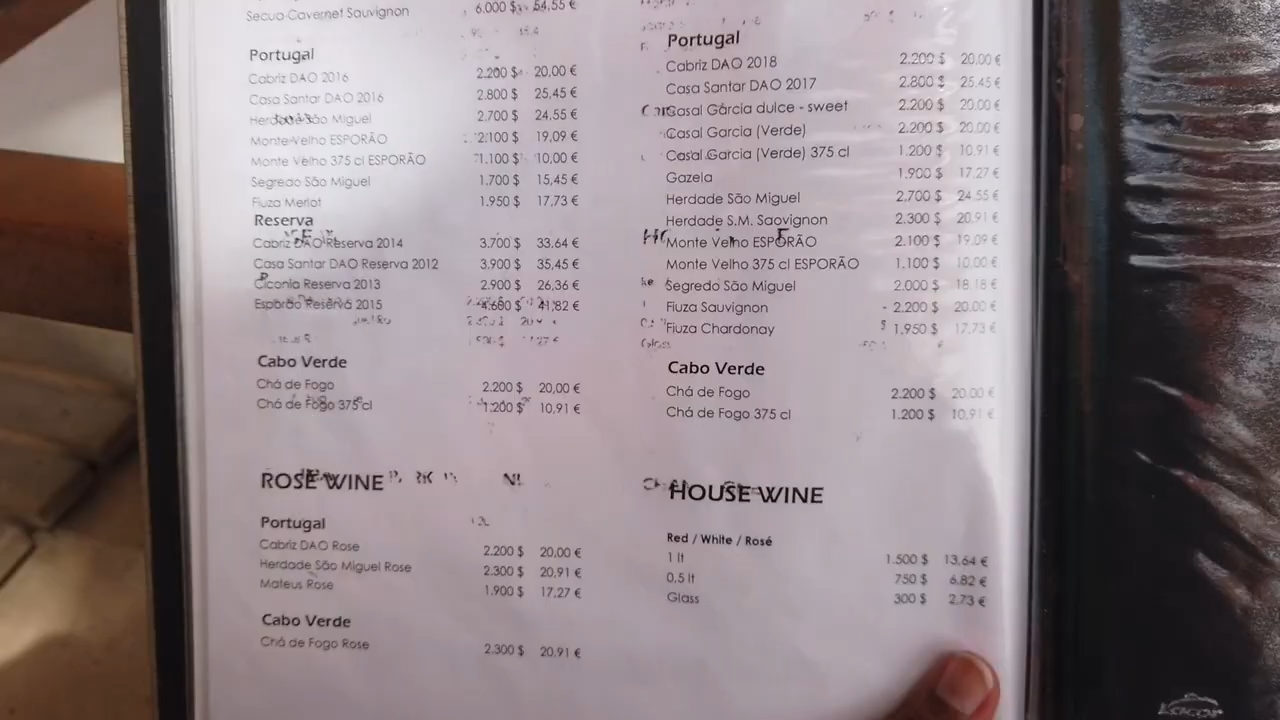 Secua Cavernet Sauvignon 6.000 $ 54,55 €
Portugal
Cabriz DAO 2016 2.200 $ 20,00 €
Casa Santar DAO 2016 2.800 $ 25,45 €
Herdade São Miguel 2.700 $ 24,55 €
Monte Velho ESPORÃO 2.100 $ 19,09 €
Monte Velho 375 cl ESPORÃO 1.100 $ 10,00 €
Segredo São Miguel 1.700 $ 15,45 €
Fiuza Merlot 1.950 $ 17,73 €
Reserva
Cabriz DAO Reserva 2014 3.700 $ 33,64 €
Casa Santar DAO Reserva 2012 3.900 $ 35,45 €
Ciconia Reserva 2013 2.900 $ 26,36 €
Esporão Reserva 2015 4.600 $ 41,82 €
Cabo Verde
Chá de Fogo 2.200 $ 20,00 €
Chá de Fogo 375 cl 1.200 $ 10,91 €
ROSE WINE
Portugal
Cabriz DAO Rose 2.200 $ 20,00 €
Herdade São Miguel Rose 2.300 $ 20,91 €
Mateus Rose 1.900 $ 17,27 €
Cabo Verde
Chá de Fogo Rose 2.300 $ 20,91 €
Portugal
Cabriz DAO 2018 2.200 $ 20,00 €
Casa Santar DAO 2017 2.800 $ 25,45 €
Casal Garcia dulce - sweet 2.200 $ 20,00 €
Casal Garcia (Verde) 2.200 $ 20,00 €
Casal Garcia (Verde) 375 cl 1.200 $ 10,91 €
Gazela 1.900 $ 17,27 €
Herdade São Miguel 2.700 $ 24,55 €
Herdade S.M. Saovignon 2.300 $ 20,91 €
Monte Velho ESPORÃO 2.100 $ 19,09 €
Monte Velho 375 cl ESPORÃO 1.100 $ 10,00 €
Segredo São Miguel 2.000 $ 18,18 €
Fiuza Sauvignon 2.200 $ 20,00 €
Fiuza Chardonay 1.950 $ 17,73 €
Cabo Verde
Chá de Fogo 2.200 $ 20,00 €
Chá de Fogo 375 cl 1.200 $ 10,91 €
HOUSE WINE
Red / White / Rosé
1 lt 1.500 $ 13,64 €
0,5 lt 750 $ 6,82 €
Glass 300 $ 2,73 €